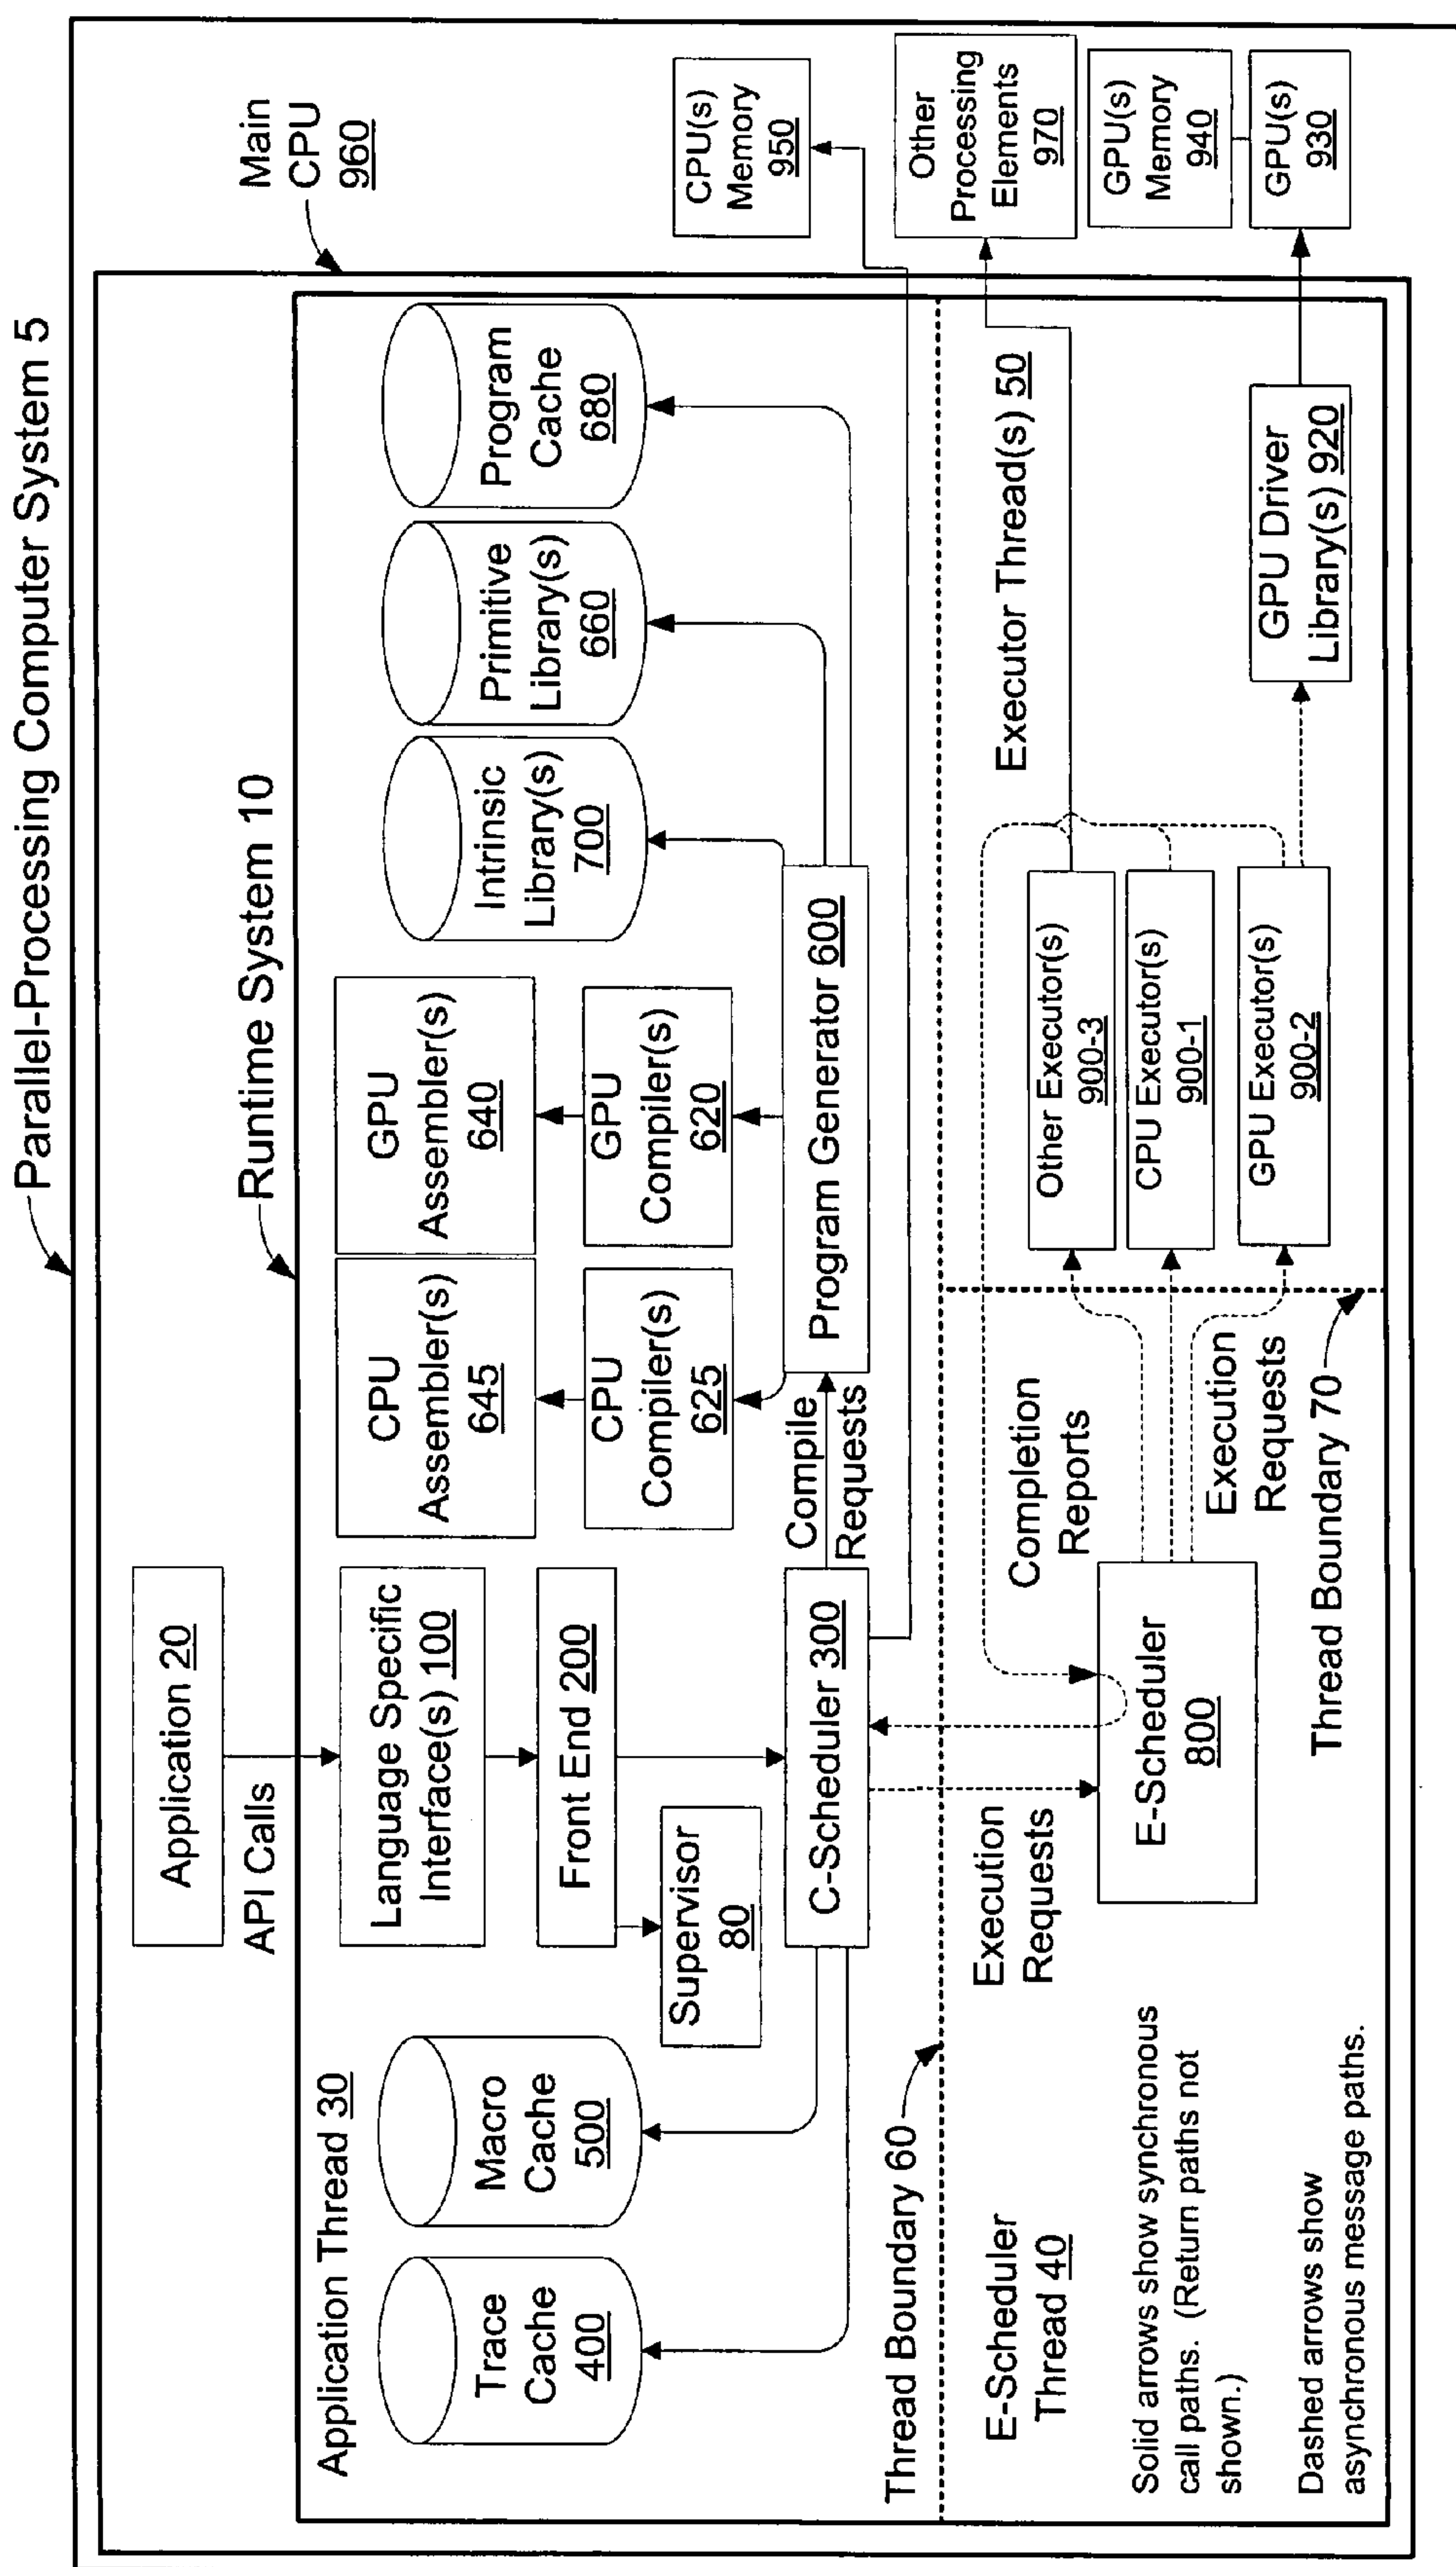 Parallel-Processing Computer System 5
Runtime System 10
Main
CPU
960
Application 20
API Calls
Application Thread 30
Language Specific
Interface(s) 100
Front End 200
Supervisor
80
C-Scheduler 300
Trace
Cache
400
Macro
Cache
500
CPU
Assembler(s)
645
GPU
Assembler(s)
640
CPU
Compiler(s)
625
GPU
Compiler(s)
620
Compile
Requests
Program Generator 600
Intrinsic
Library(s)
700
Primitive
Library(s)
660
Program
Cache
680
CPU(s)
Memory
950
Other
Processing
Elements
970
GPU(s)
Memory
940
GPU(s)
930
Thread Boundary 60
E-Scheduler
Thread 40
Execution
Requests
E-Scheduler
800
Completion
Reports
Execution
Requests
Thread Boundary 70
Executor Thread(s) 50
Other Executor(s)
900-3
CPU Executor(s)
900-1
GPU Executor(s)
900-2
GPU Driver
Library(s) 920
Solid arrows show synchronous
call paths. (Return paths not
shown.)
Dashed arrows show
asynchronous message paths.